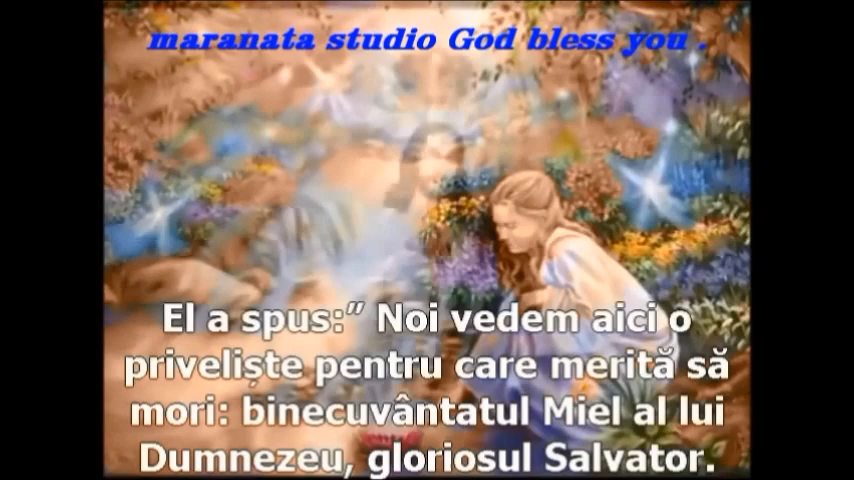 maranata studio God bless you .
El a spus:” Noi vedem aici o
priveliște pentru care merită să
mori: binecuvântatul Miel al lui
Dumnezeu, gloriosul Salvator.